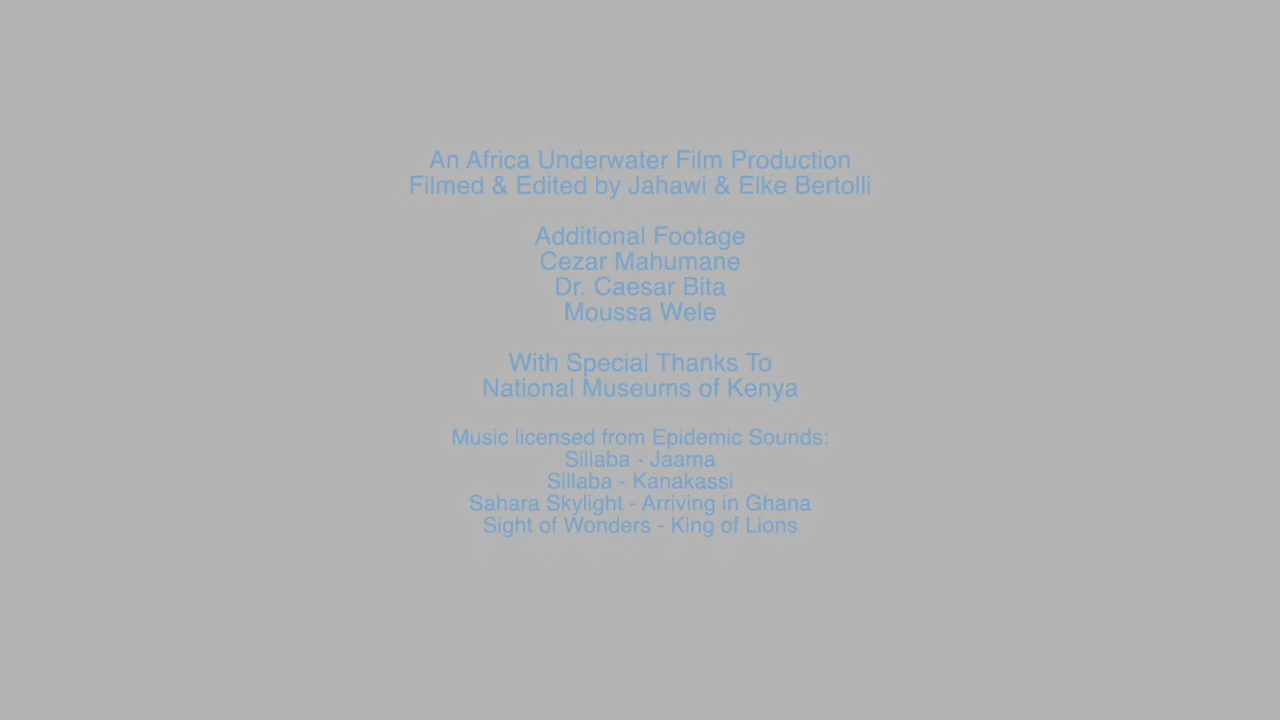 An Africa Underwater Film Production
Filmed & Edited by Jahawi & Elke Bertolli
Additional Footage
Cezar Mahumane
Dr. Caesar Bita
Moussa Wele
With Special Thanks To
National Museums of Kenya
Music licensed from Epidemic Sounds:
Sillaba - Jaama
Sillaba - Kanakassi
Sahara Skylight - Arriving in Ghana
Sight of Wonders - King of Lions